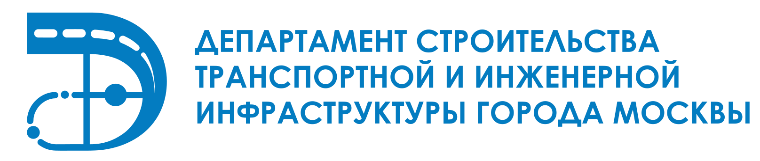 ДЕПАРТАМЕНТ СТРОИТЕЛЬСТВА
ТРАНСПОРТНОЙ И ИНЖЕНЕРНОЙ
ИНФРАСТРУКТУРЫ ГОРОДА МОСКВЫ